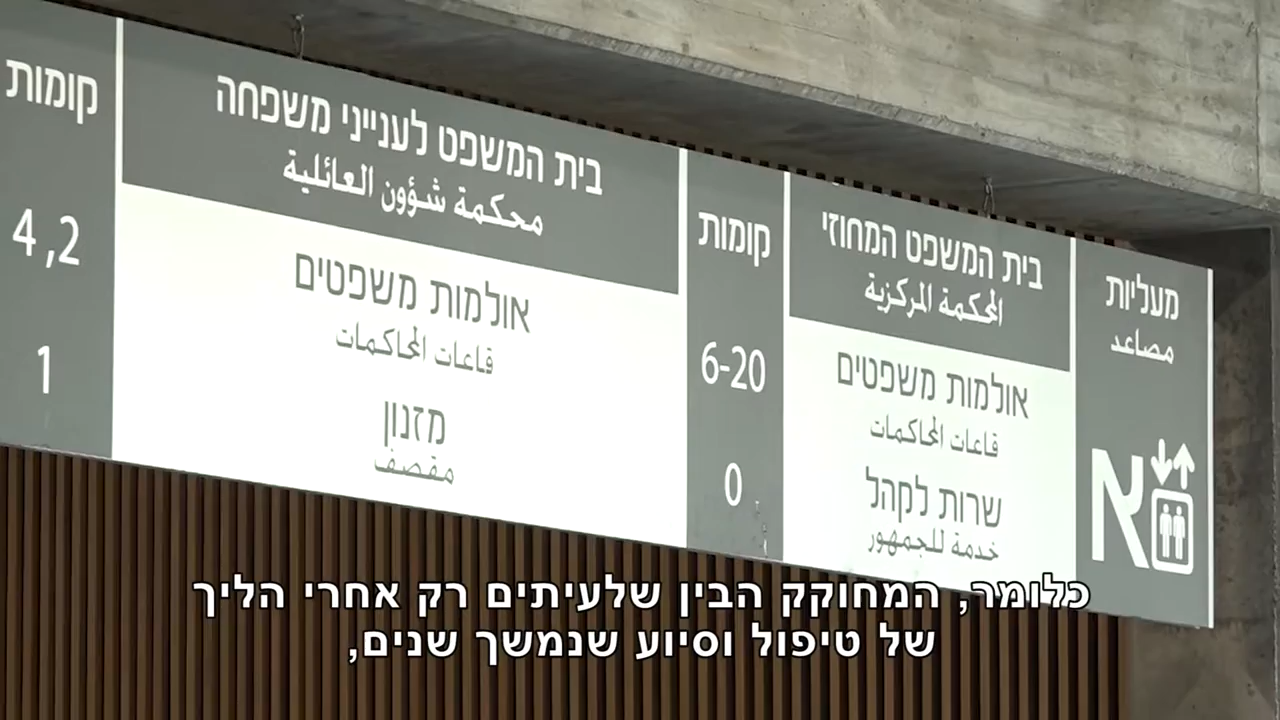 מעליות
مصاعد
א
בית המשפט המחוזי
المحكمة المركزية
אולמות משפטים
قاعات المحاكمات
שרות לקהל
خدمة للجمهور
קומות
6-20
0
בית המשפט לענייני משפחה
محكمة شؤون العائلية
אולמות משפטים
قاعات المحاكمات
מזנון
مقصف
קומות
4,2
1
כלומר, המחוקק הבין שלעיתים רק אחרי הליך
של טיפול וסיוע שנמשך שנים,